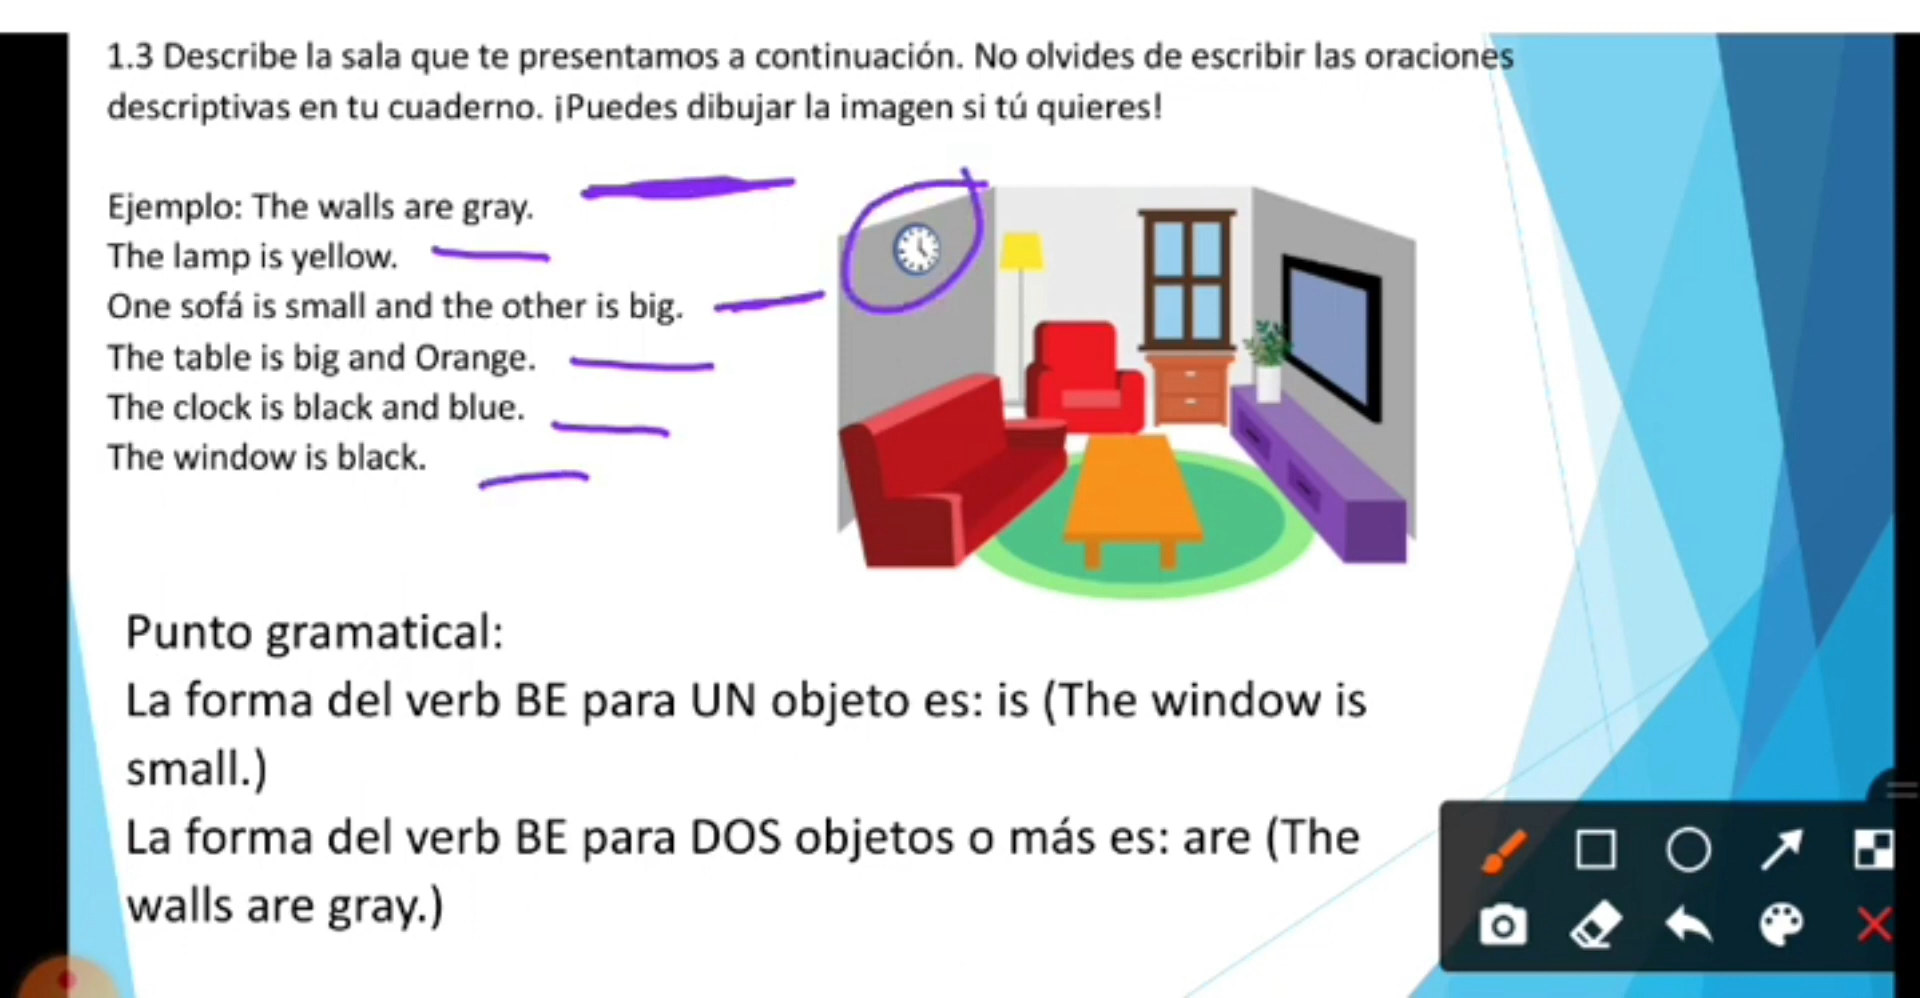 1.3 Describe la sala que te presentamos a continuación. No olvides de escribir las oraciones
descriptivas en tu cuaderno. ¡Puedes dibujar la imagen si tú quieres!
Ejemplo: The walls are gray.
The lamp is yellow.
One sofá is small and the other is big.
The table is big and Orange.
The clock is black and blue.
The window is black.
Punto gramatical:
La forma del verb BE para UN objeto es: is (The window is
small.)
La forma del verb BE para DOS objetos o más es: are (The
walls are gray.)